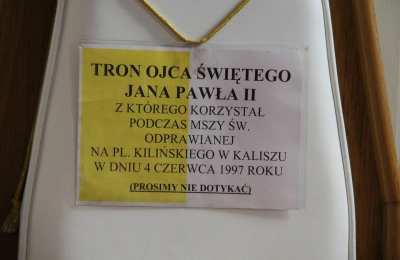 TRON OJCA ŚWIĘTEGO
JANA PAWŁA II
Z KTÓREGO KORZYSTAŁ
PODCZAS MSZY ŚW.
ODPRAWIANEJ
NA PL. KILIŃSKIEGO W KALISZU
W DNIU 4 CZERWCA 1997 ROKU
(PROSIMY NIE DOTYKAĆ)